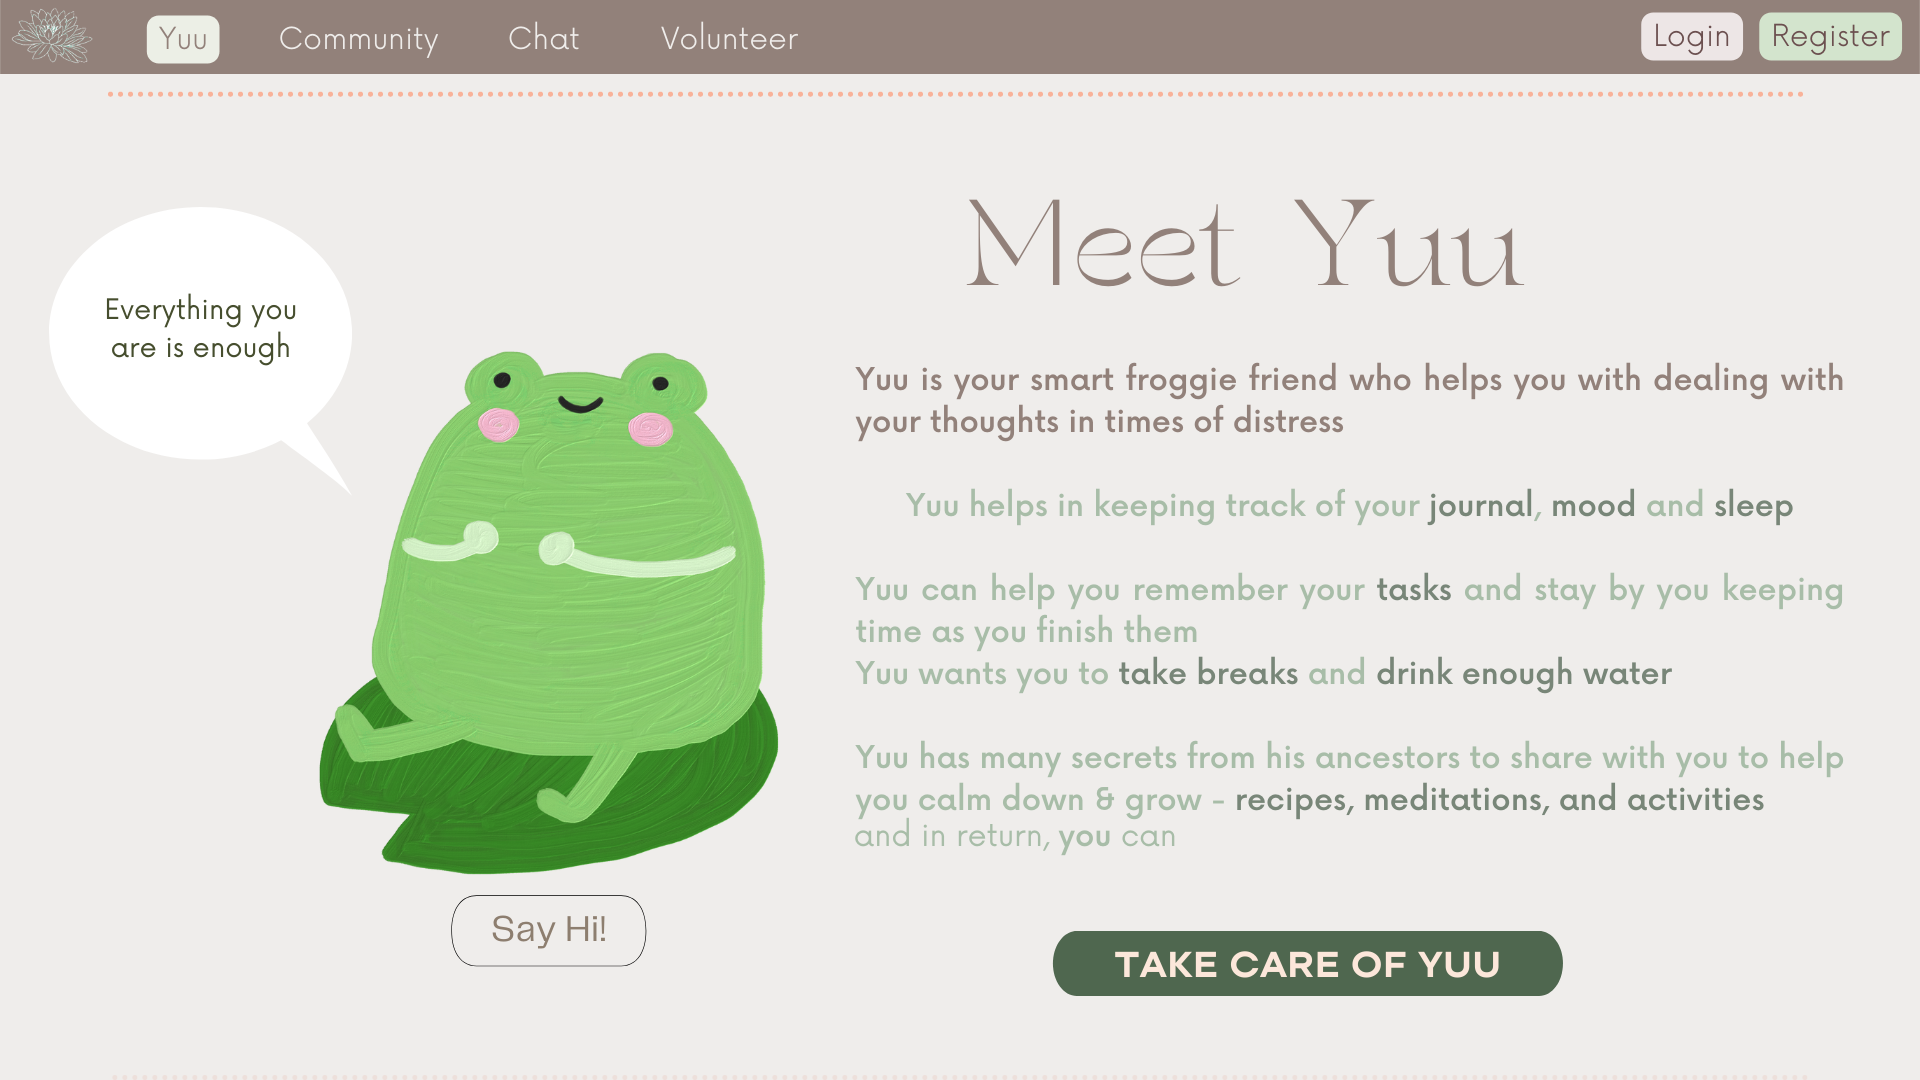 Yuu
Community
Chat
Volunteer
Login
Register
Everything you
are is enough
Meet Yuu
Yuu is your smart froggie friend who helps you with dealing with
your thoughts in times of distress
Yuu helps in keeping track of your journal, mood and sleep
Yuu can help you remember your tasks and stay by you keeping
time as you finish them
Yuu wants you to take breaks and drink enough water
Yuu has many secrets from his ancestors to share with you to help
you calm down & grow - recipes, meditations, and activities
and in return, you can
Say Hi!
TAKE CARE OF YUU